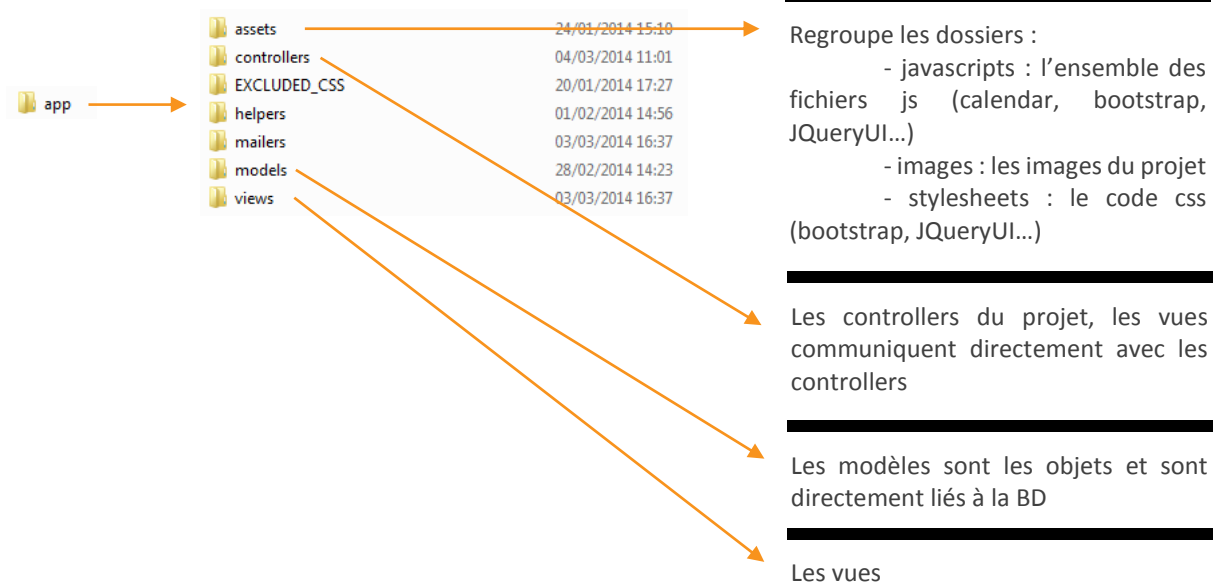 app
assets 24/01/2014 15:10
controllers 04/03/2014 11:01
EXCLUDED_CSS 20/01/2014 17:27
helpers 01/02/2014 14:56
mailers 03/03/2014 16:37
models 28/02/2014 14:23
views 03/03/2014 16:37
Regroupe les dossiers :
- javascripts : l’ensemble des
fichiers js (calendar, bootstrap,
JQueryUI…)
- images : les images du projet
- stylesheets : le code css
(bootstrap, JQueryUI…)
Les controllers du projet, les vues
communiquent directement avec les
controllers
Les modèles sont les objets et sont
directement liés à la BD
Les vues